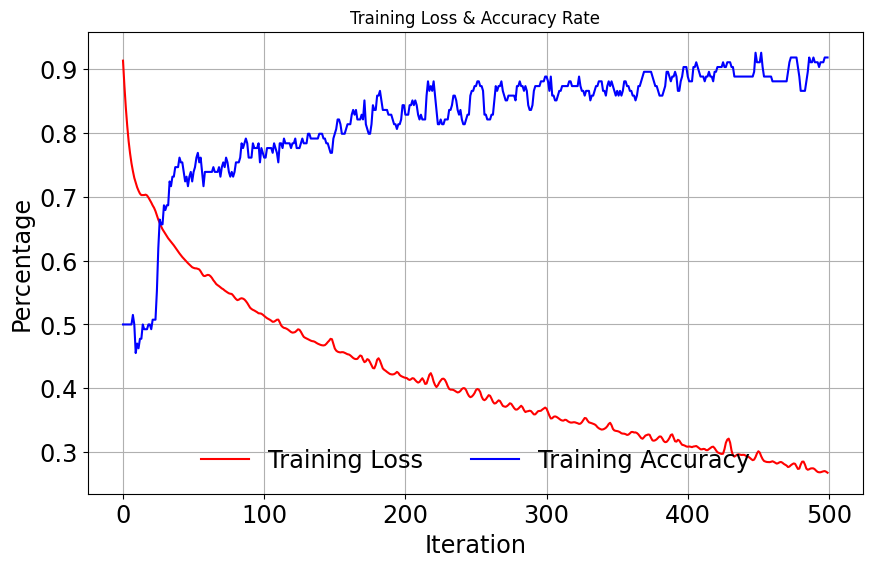 Training Loss & Accuracy Rate
0.9
0.8
0.7
0.6
0.5
0.4
0.3
Percentage
Training Loss
Training Accuracy
0
100
200
300
400
500
Iteration